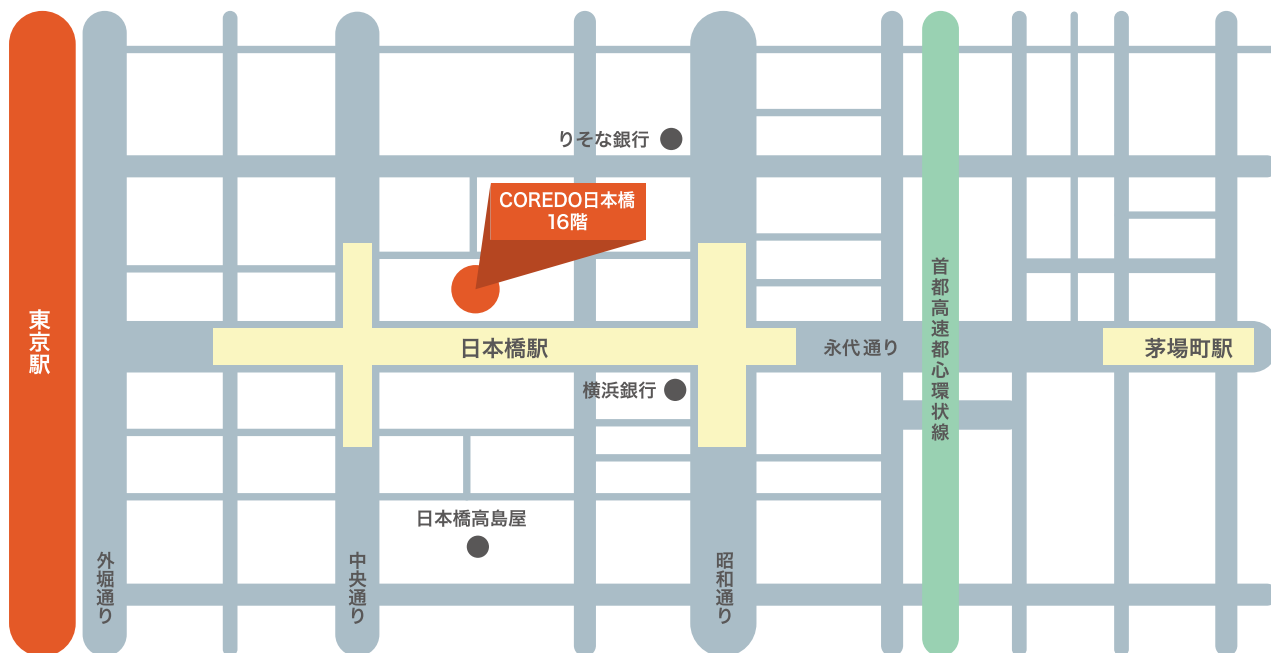 りそな銀行
COREDO日本橋
16階
首都高速都心環状線
東京駅
日本橋駅
永代通り
茅場町駅
横浜銀行
日本橋高島屋
外堀通り
中央通り
昭和通り